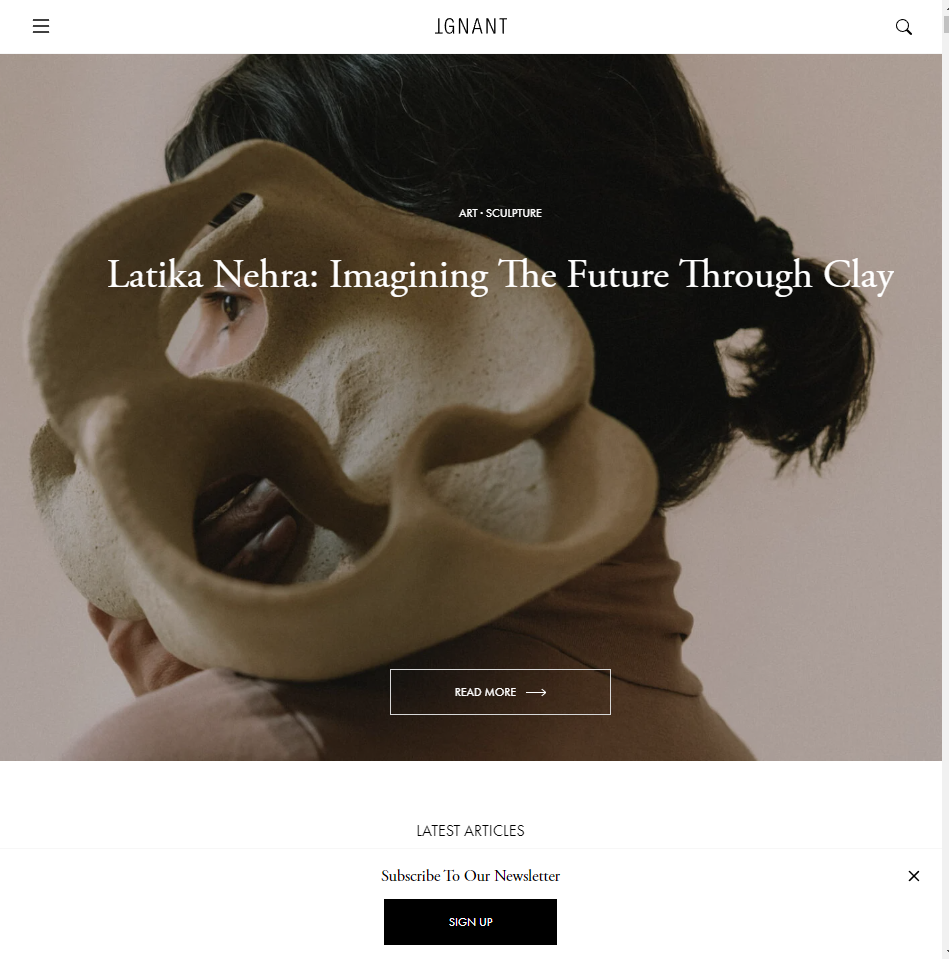 IGNANT
ART · SCULPTURE
Latika Nehra: Imagining The Future Through Clay
READ MORE
LATEST ARTICLES
Subscribe To Our Newsletter
SIGN UP